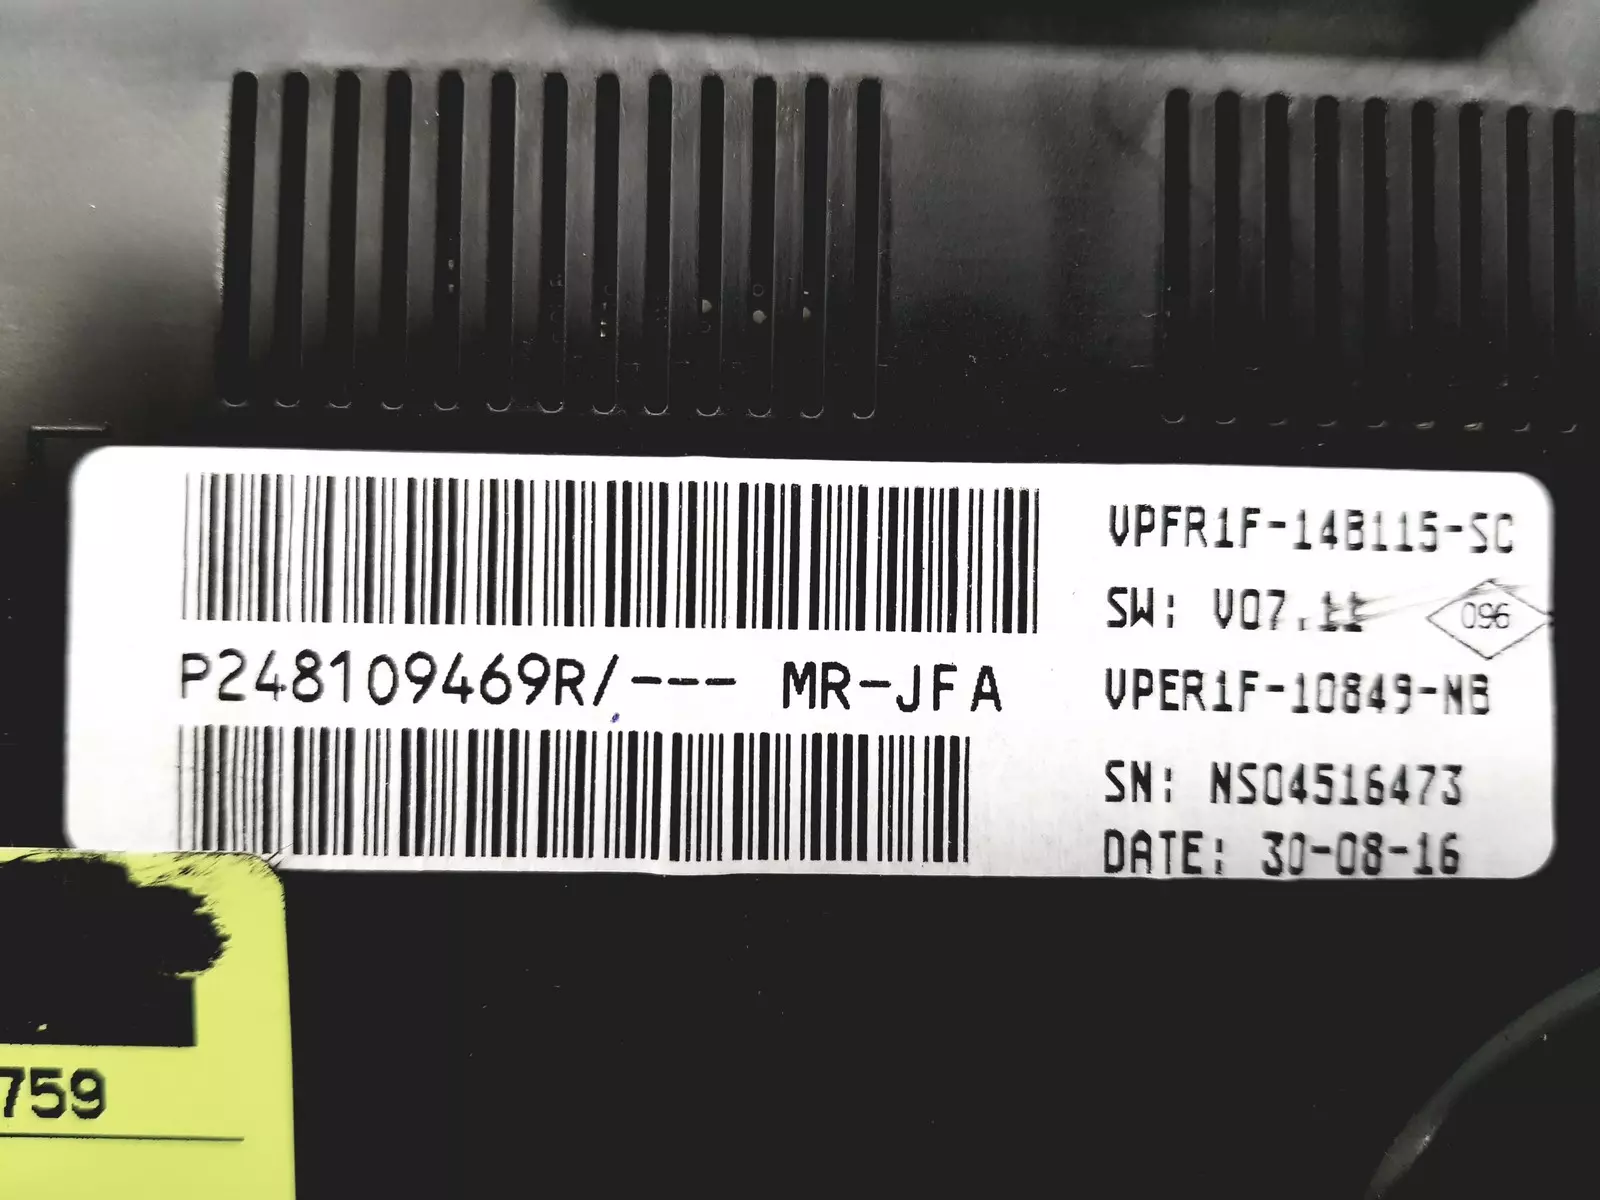 VPFR1F-14B115-SC
SW: V07.11
096
P248109469R/--- MR-JFA
VPER1F-10849-NB
SN: NS04516473
DATE: 30-08-16
759